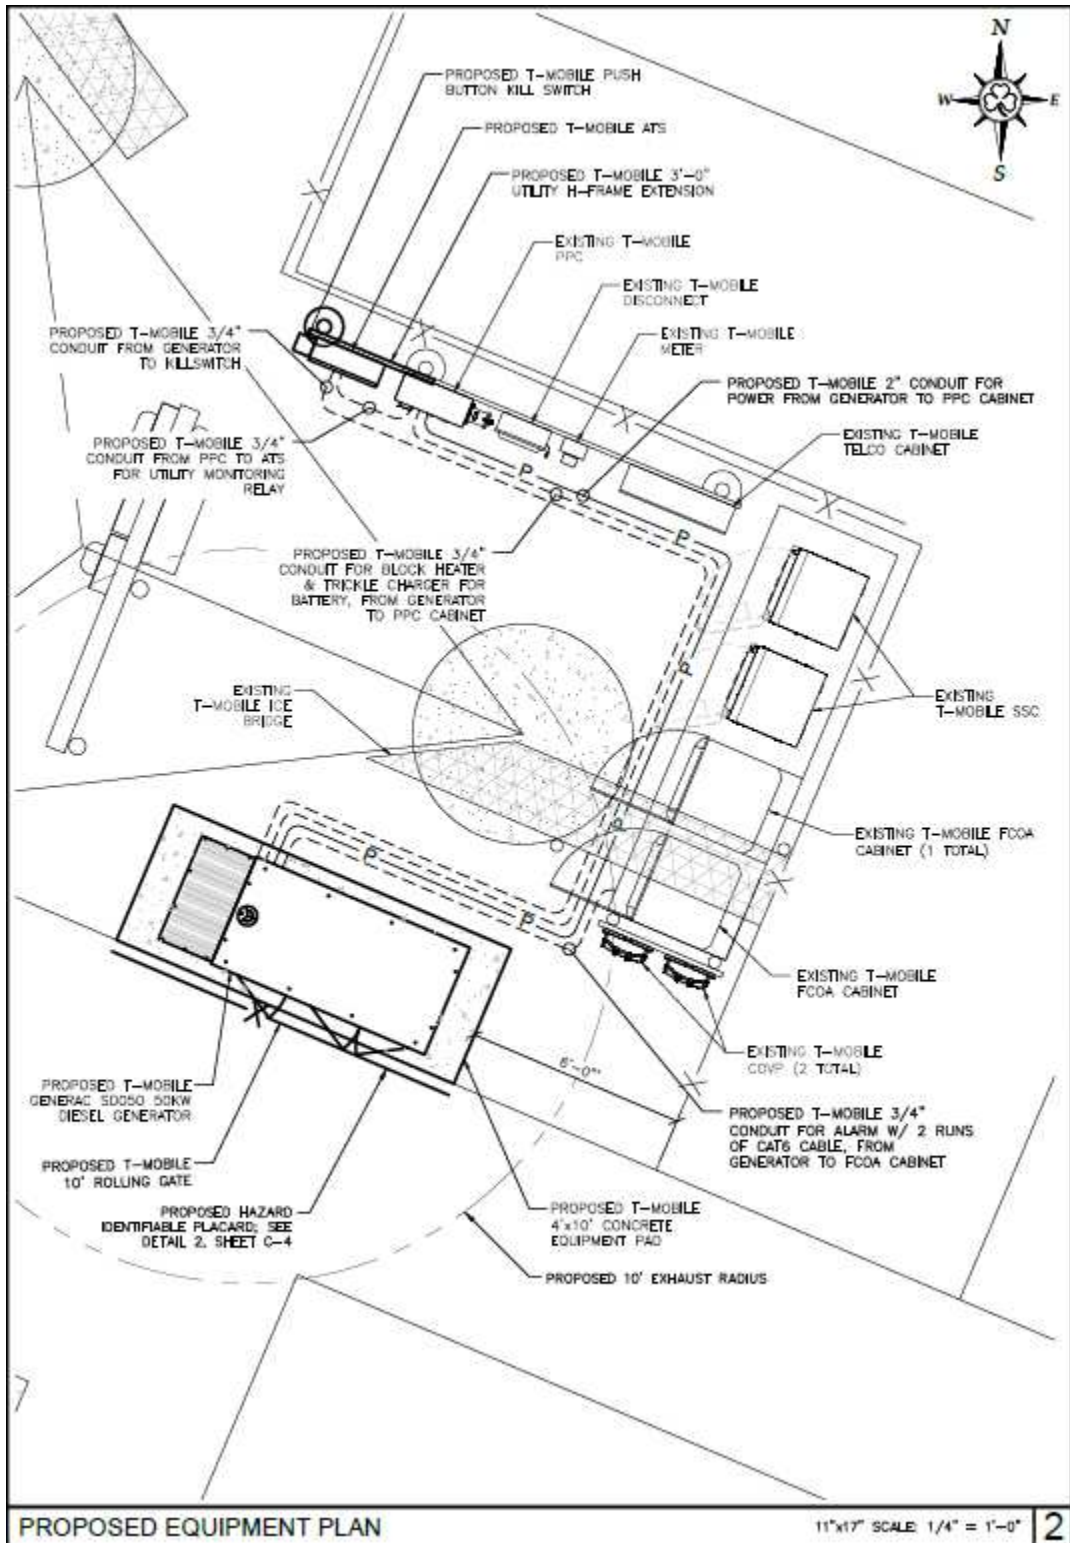 N
W
E
S
PROPOSED T-MOBILE PUSH
BUTTON KILL SWITCH
PROPOSED T-MOBILE ATS
PROPOSED T-MOBILE 3'-0"
UTILITY H-FRAME EXTENSION
EXISTING T-MOBILE
PPC
EXISTING T-MOBILE
DISCONNECT
EXISTING T-MOBILE
METER
PROPOSED T-MOBILE 3/4"
CONDUIT FROM GENERATOR
TO KILLSWITCH
PROPOSED T-MOBILE 2" CONDUIT FOR
POWER FROM GENERATOR TO PPC CABINET
EXISTING T-MOBILE
TELCO CABINET
PROPOSED T-MOBILE 3/4"
CONDUIT FROM PPC TO ATS
FOR UTILITY MONITORING
RELAY
P
P
PROPOSED T-MOBILE 3/4"
CONDUIT FOR BLOCK HEATER
& TRICKLE CHARGER FOR
BATTERY, FROM GENERATOR
TO PPC CABINET
P
EXISTING
T-MOBILE ICE
BRIDGE
EXISTING
T-MOBILE SSC
P
EXISTING T-MOBILE FCOA
CABINET (1 TOTAL)
P
P
EXISTING T-MOBILE
FCOA CABINET
EXISTING T-MOBILE
COVP (2 TOTAL)
6'-0"
PROPOSED T-MOBILE
GENERAC SD050 50KW
DIESEL GENERATOR
PROPOSED T-MOBILE 3/4"
CONDUIT FOR ALARM W/ 2 RUNS
OF CAT6 CABLE, FROM
GENERATOR TO FCOA CABINET
PROPOSED T-MOBILE
10' ROLLING GATE
PROPOSED HAZARD
IDENTIFIABLE PLACARD; SEE
DETAIL 2, SHEET C-4
PROPOSED T-MOBILE
4'x10' CONCRETE
EQUIPMENT PAD
PROPOSED 10' EXHAUST RADIUS
PROPOSED EQUIPMENT PLAN
11"x17" SCALE: 1/4" = 1'-0"
2